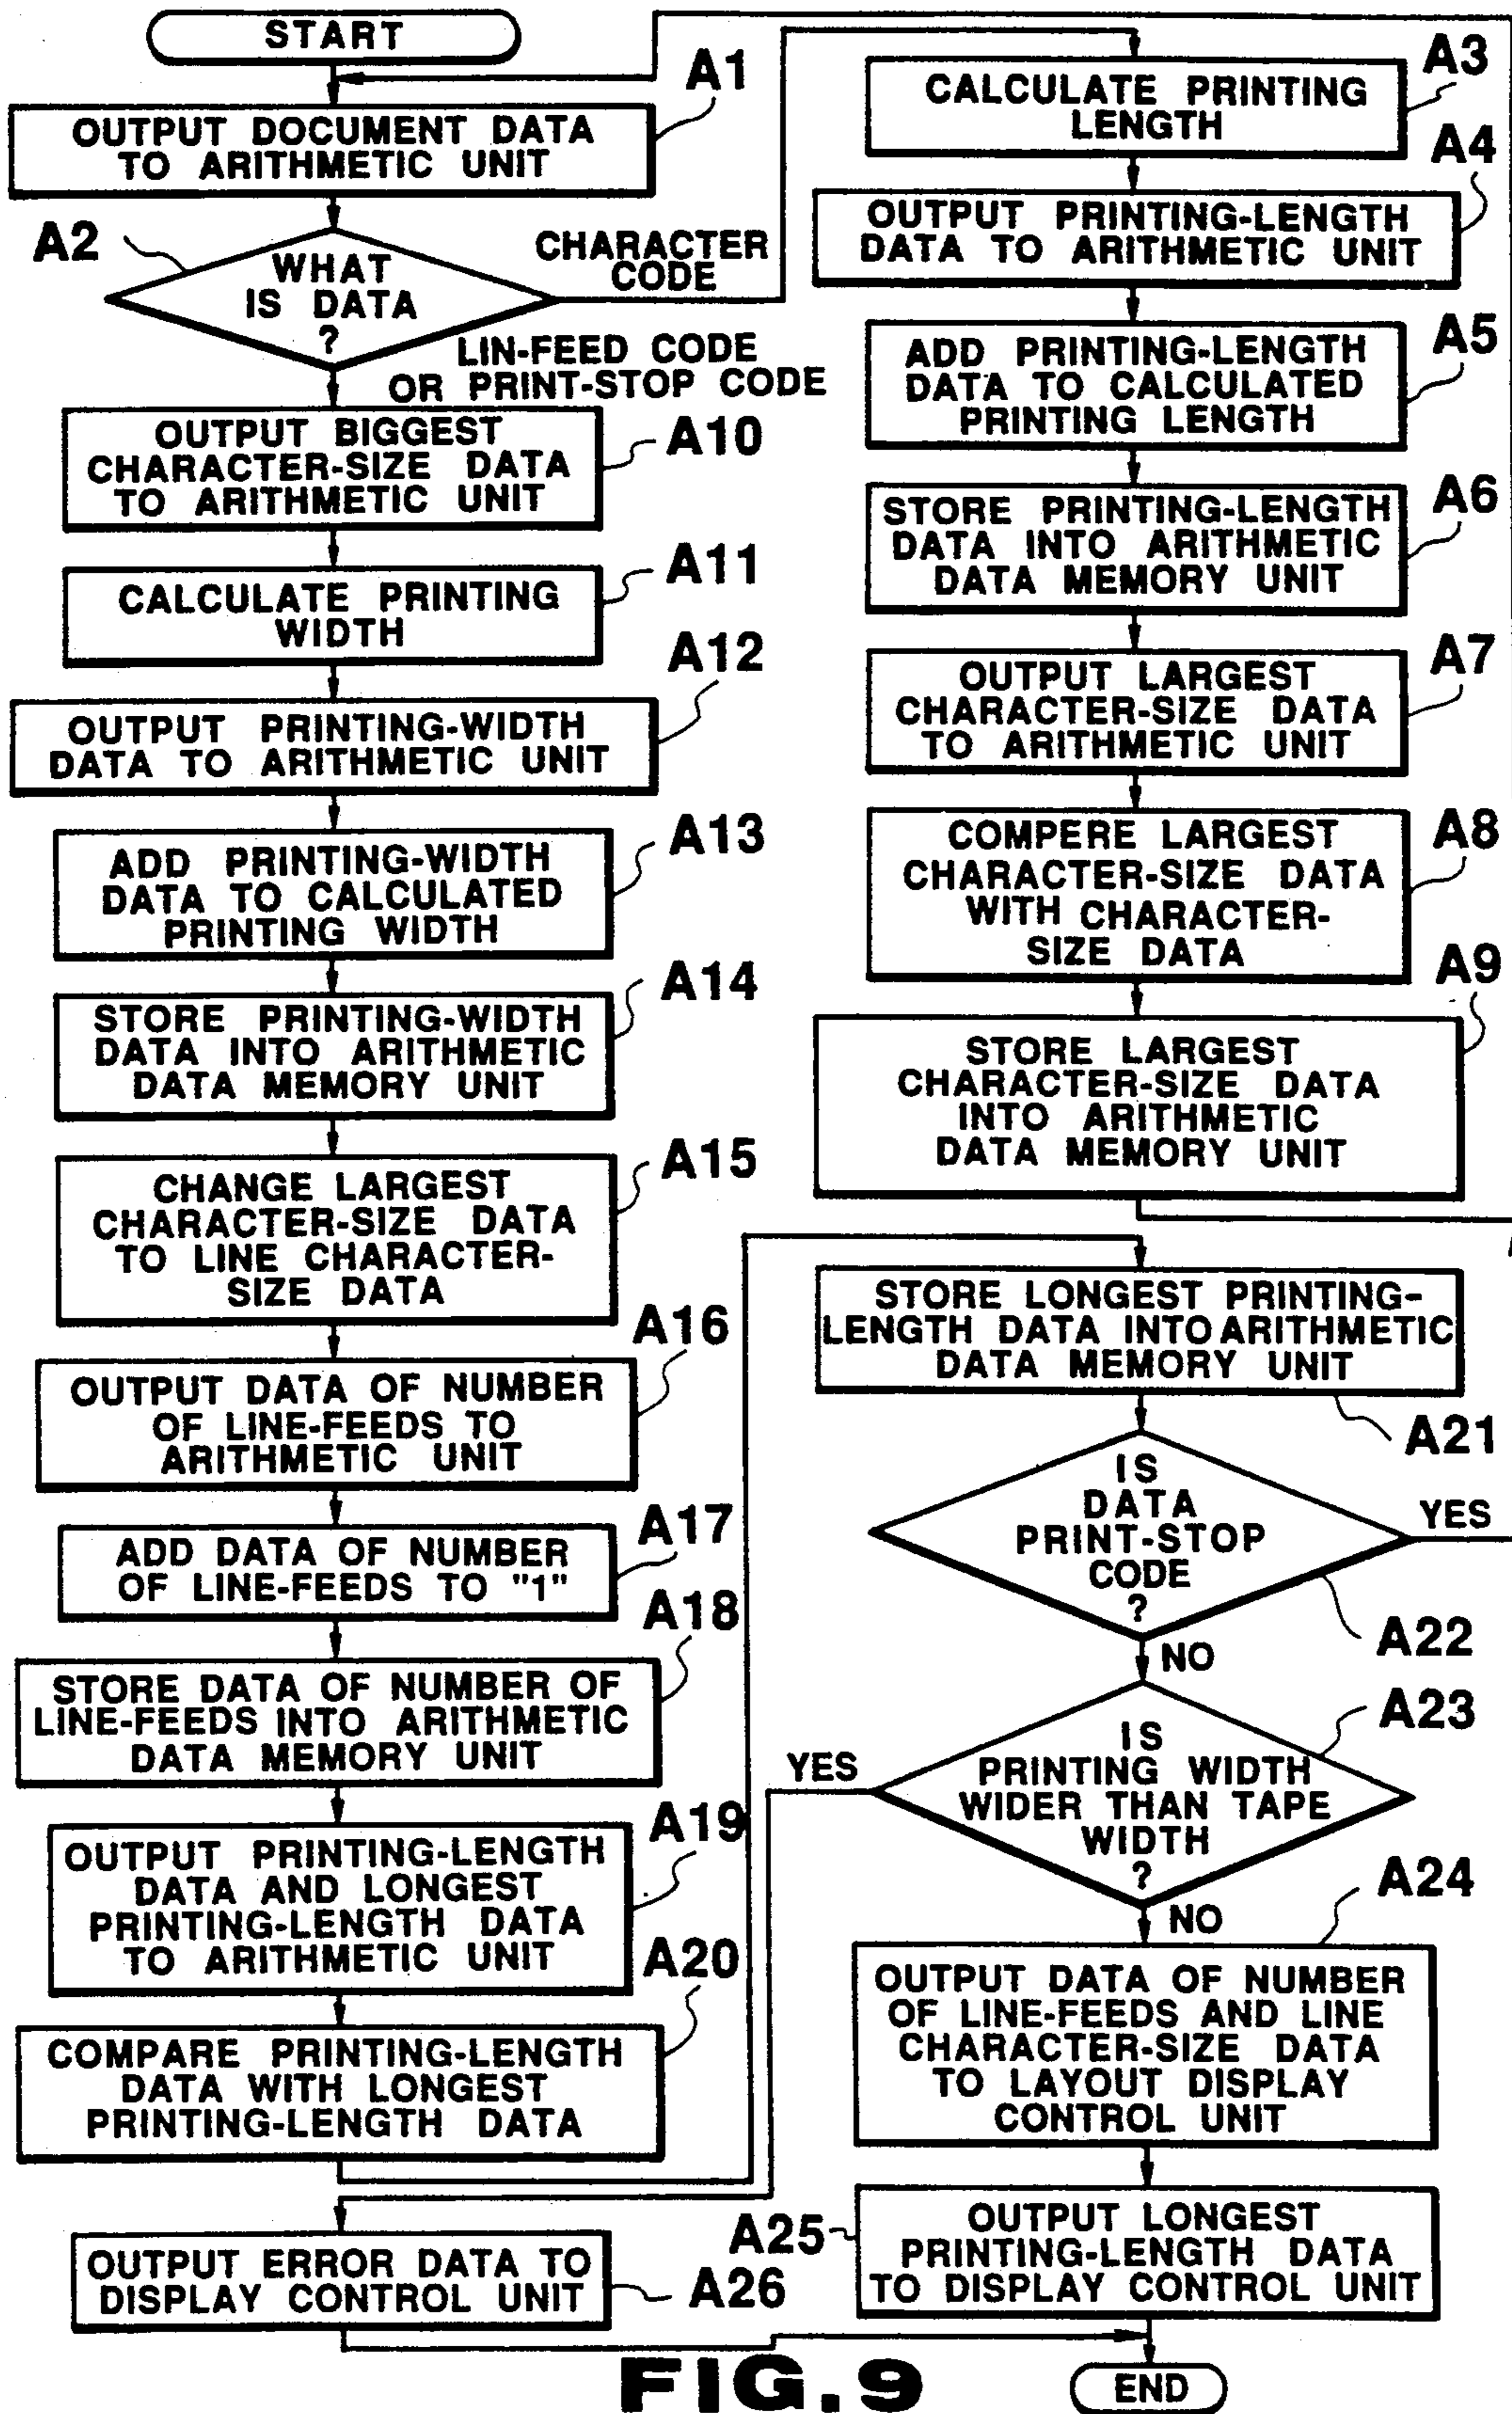 START
A1
OUTPUT DOCUMENT DATA
TO ARITHMETIC UNIT
A2
WHAT
IS DATA
?
CHARACTER
CODE
LIN-FEED CODE
OR PRINT-STOP CODE
OUTPUT BIGGEST
CHARACTER-SIZE DATA
TO ARITHMETIC UNIT
A10
CALCULATE PRINTING
WIDTH
A11
OUTPUT PRINTING-WIDTH
DATA TO ARITHMETIC UNIT
A12
ADD PRINTING-WIDTH
DATA TO CALCULATED
PRINTING WIDTH
A13
STORE PRINTING-WIDTH
DATA INTO ARITHMETIC
DATA MEMORY UNIT
A14
CHANGE LARGEST
CHARACTER-SIZE DATA
TO LINE CHARACTER-
SIZE DATA
A15
OUTPUT DATA OF NUMBER
OF LINE-FEEDS TO
ARITHMETIC UNIT
A16
ADD DATA OF NUMBER
OF LINE-FEEDS TO "1"
A17
STORE DATA OF NUMBER OF
LINE-FEEDS INTO ARITHMETIC
DATA MEMORY UNIT
A18
OUTPUT PRINTING-LENGTH
DATA AND LONGEST
PRINTING-LENGTH DATA
TO ARITHMETIC UNIT
A19
COMPARE PRINTING-LENGTH
DATA WITH LONGEST
PRINTING-LENGTH DATA
A20
OUTPUT ERROR DATA TO
DISPLAY CONTROL UNIT
A26
CALCULATE PRINTING
LENGTH
A3
OUTPUT PRINTING-LENGTH
DATA TO ARITHMETIC UNIT
A4
ADD PRINTING-LENGTH
DATA TO CALCULATED
PRINTING LENGTH
A5
STORE PRINTING-LENGTH
DATA INTO ARITHMETIC
DATA MEMORY UNIT
A6
OUTPUT LARGEST
CHARACTER-SIZE DATA
TO ARITHMETIC UNIT
A7
COMPERE LARGEST
CHARACTER-SIZE DATA
WITH CHARACTER-
SIZE DATA
A8
STORE LARGEST
CHARACTER-SIZE DATA
INTO ARITHMETIC
DATA MEMORY UNIT
A9
STORE LONGEST PRINTING-
LENGTH DATA INTO ARITHMETIC
DATA MEMORY UNIT
A21
IS
DATA
PRINT-STOP
CODE
?
YES
A22
NO
IS
PRINTING WIDTH
WIDER THAN TAPE
WIDTH
?
A23
YES
NO
A24
OUTPUT DATA OF NUMBER
OF LINE-FEEDS AND LINE
CHARACTER-SIZE DATA
TO LAYOUT DISPLAY
CONTROL UNIT
A25
OUTPUT LONGEST
PRINTING-LENGTH DATA
TO DISPLAY CONTROL UNIT
END
FIG.9